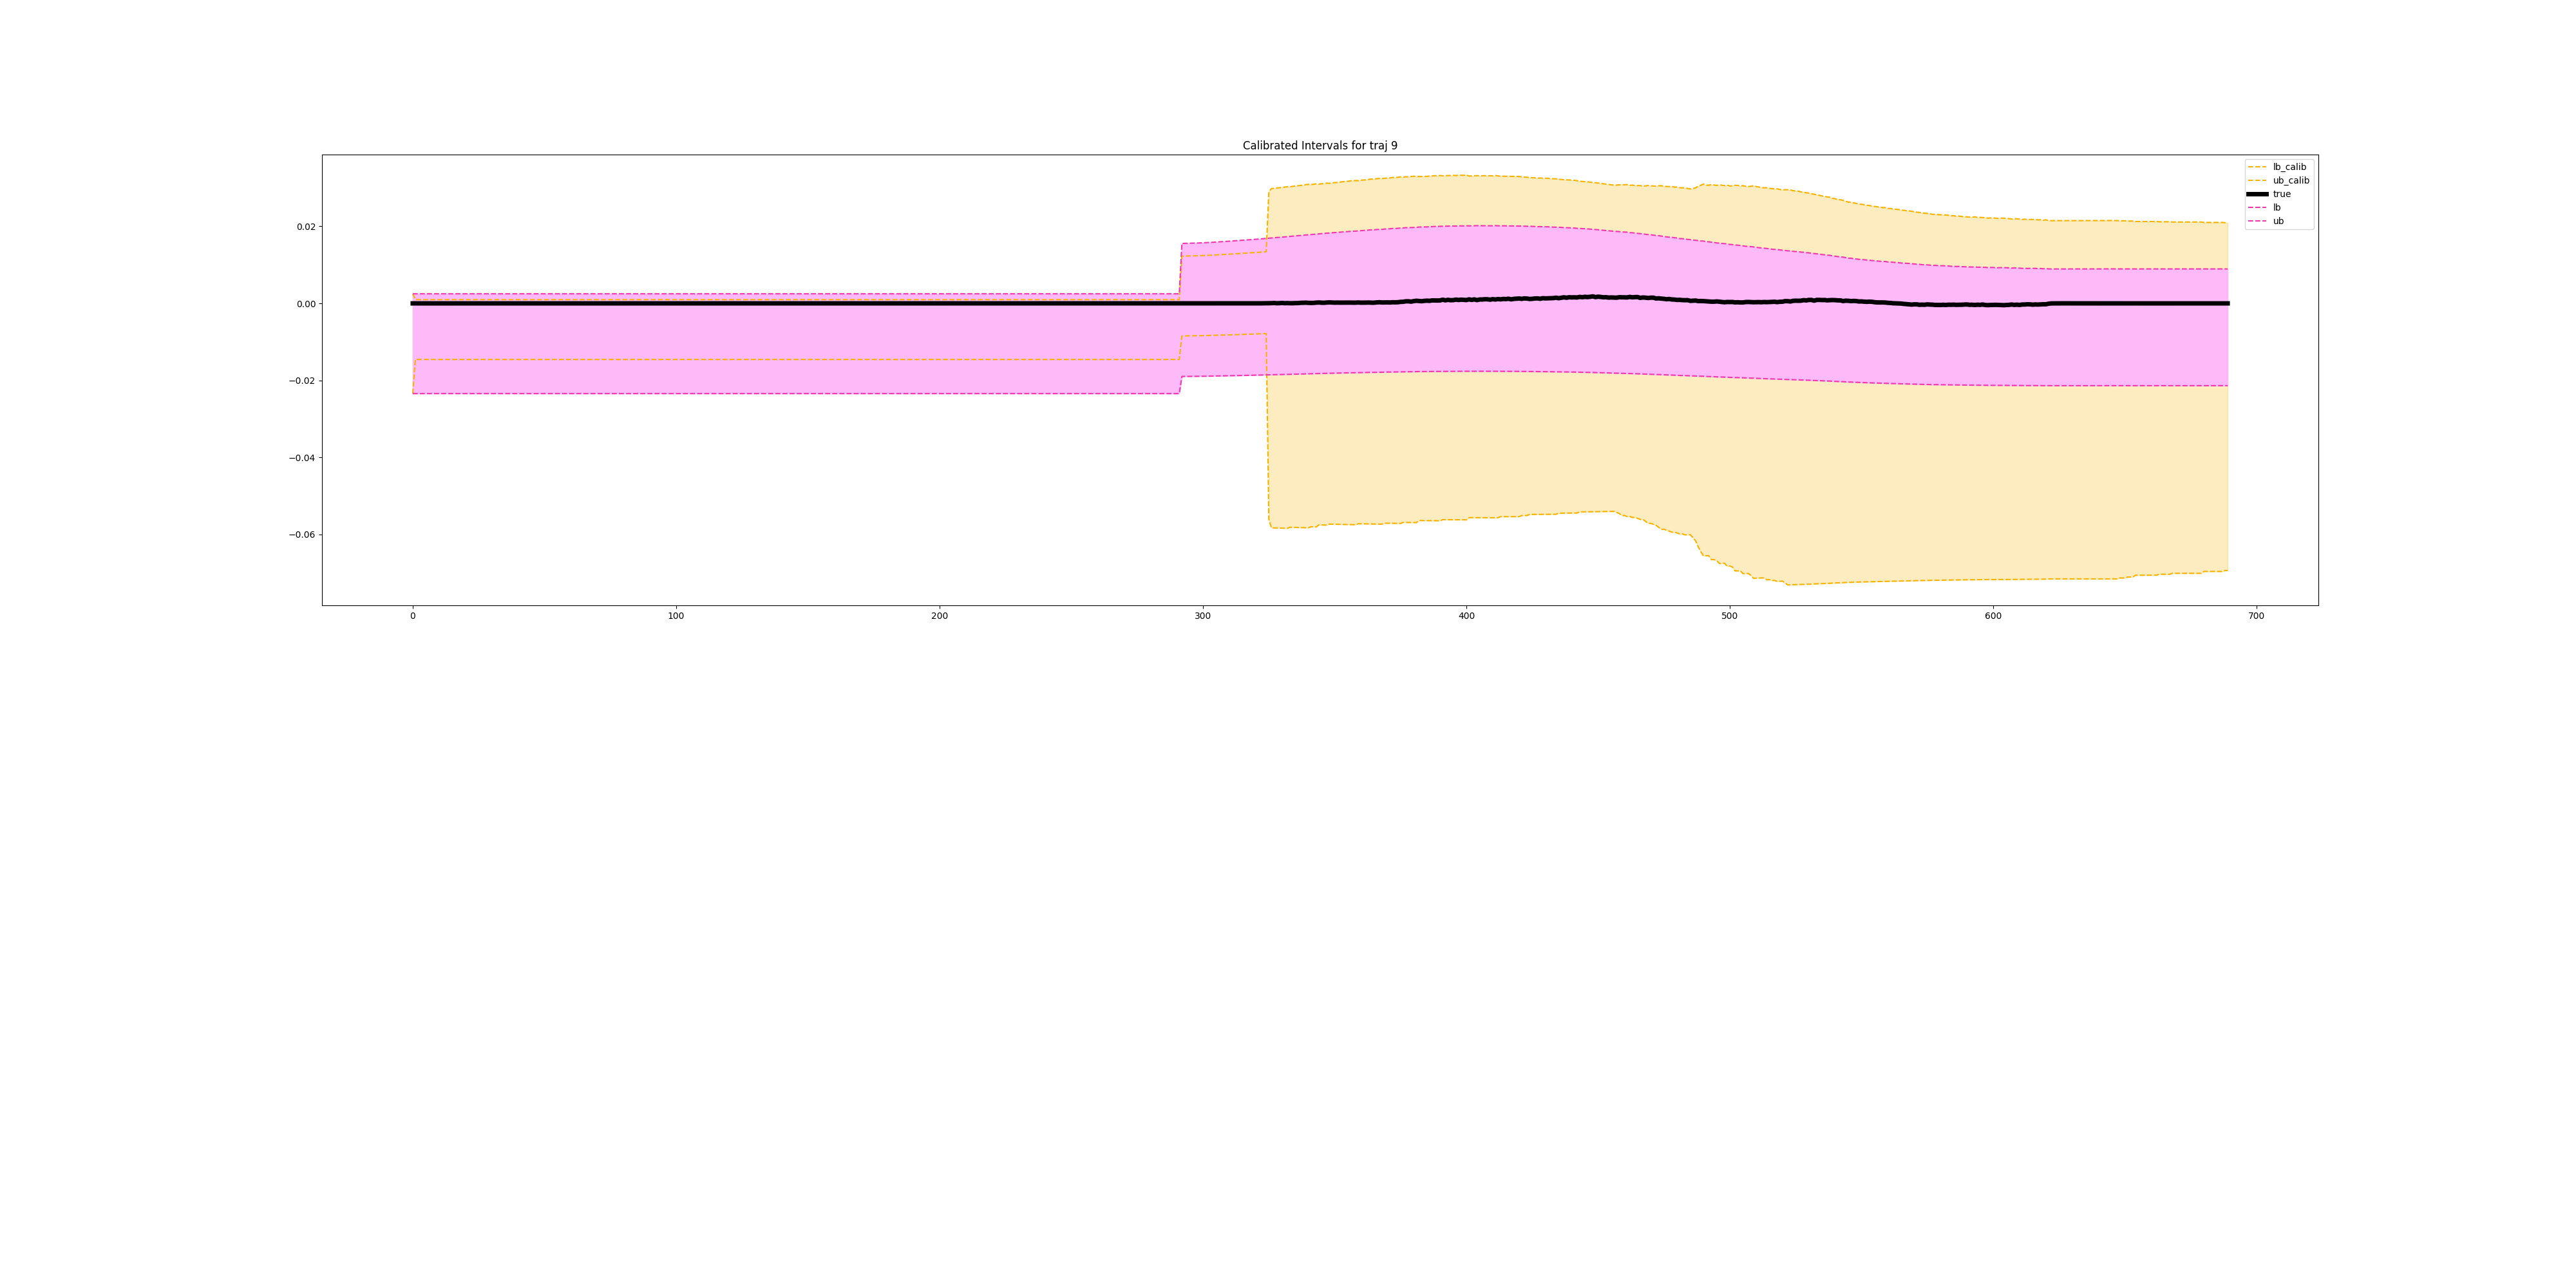 Calibrated Intervals for traj 9
lb_calib
ub_calib
true
lb
ub
0.02
0.00
−0.02
−0.04
−0.06
0 100 200 300 400 500 600 700